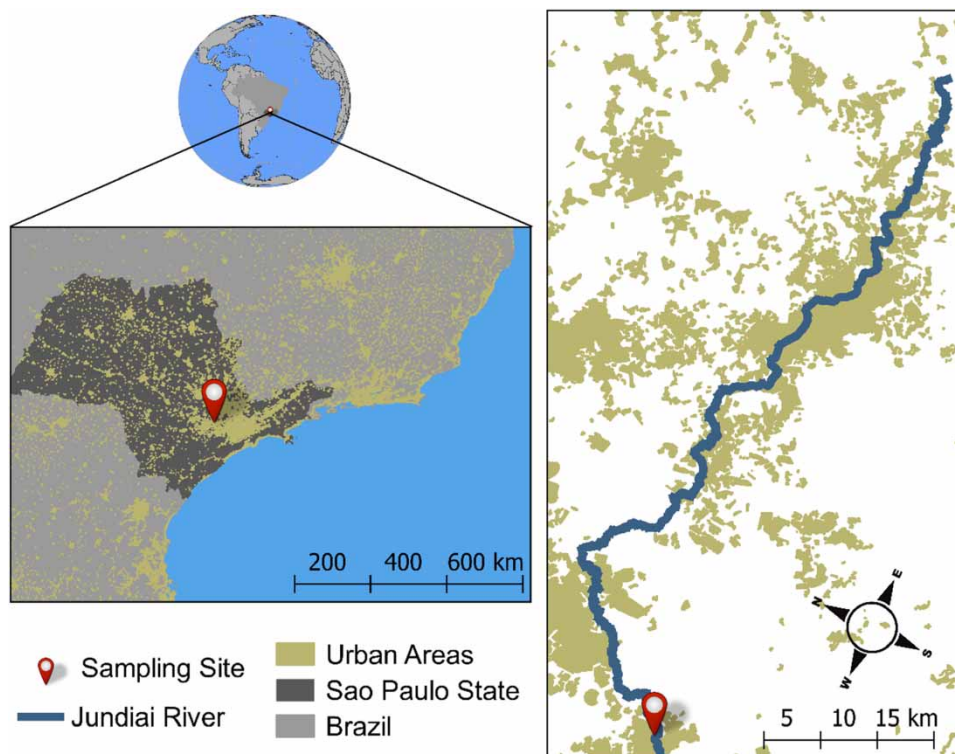 200 400 600 km
Sampling Site
Jundiai River
Urban Areas
Sao Paulo State
Brazil
N
E
W
S
5 10 15 km